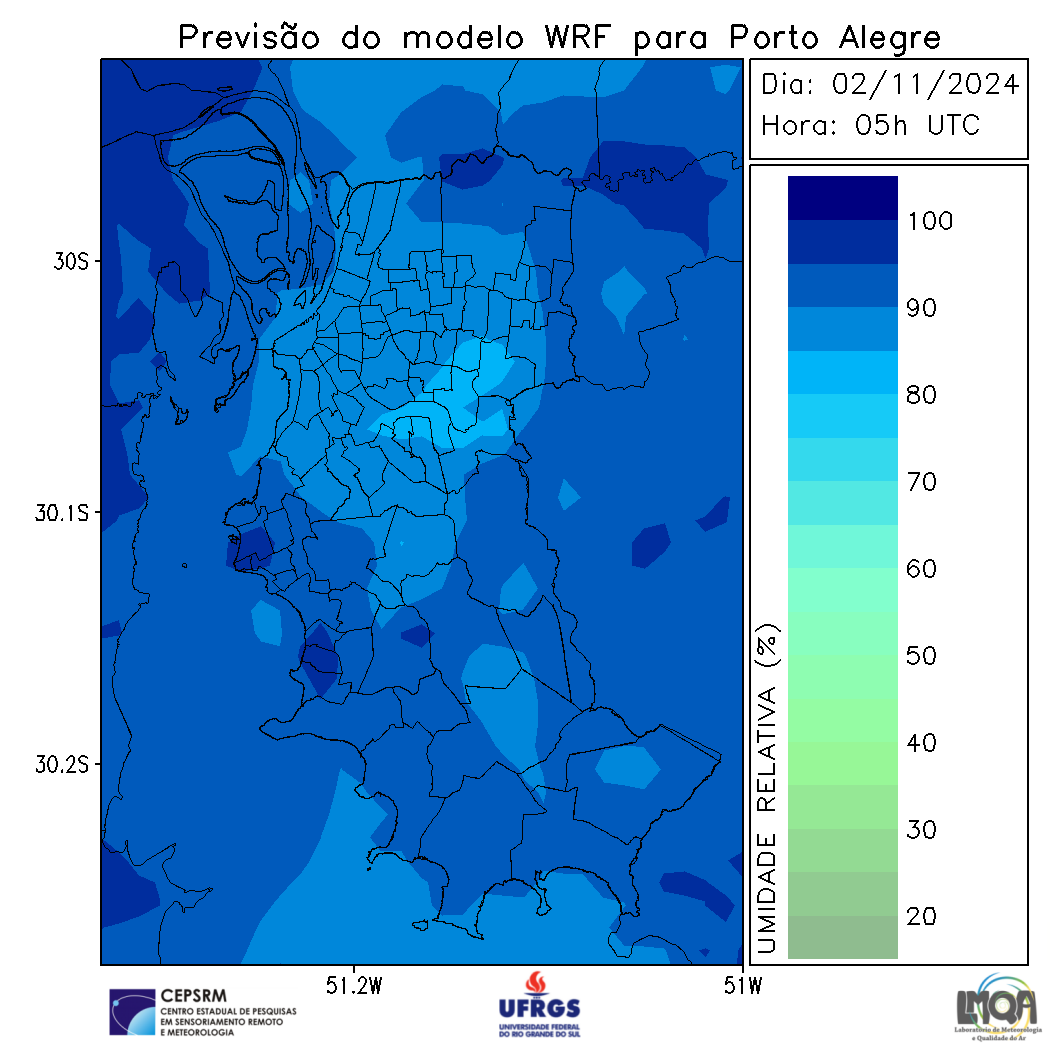 Previsão do modelo WRF para Porto Alegre
Dia: 02/11/2024
Hora: 05h UTC
30S
30.1S
30.2S
51.2W
51W
100
90
80
70
60
50
40
30
20
UMIDADE RELATIVA (%)
CEPSRM
CENTRO ESTADUAL DE PESQUISAS
EM SENSORIAMENTO REMOTO
E METEOROLOGIA
UFRGS
UNIVERSIDADE FEDERAL
DO RIO GRANDE DO SUL
LMQA
Laboratório de Meteorologia
e Qualidade do Ar